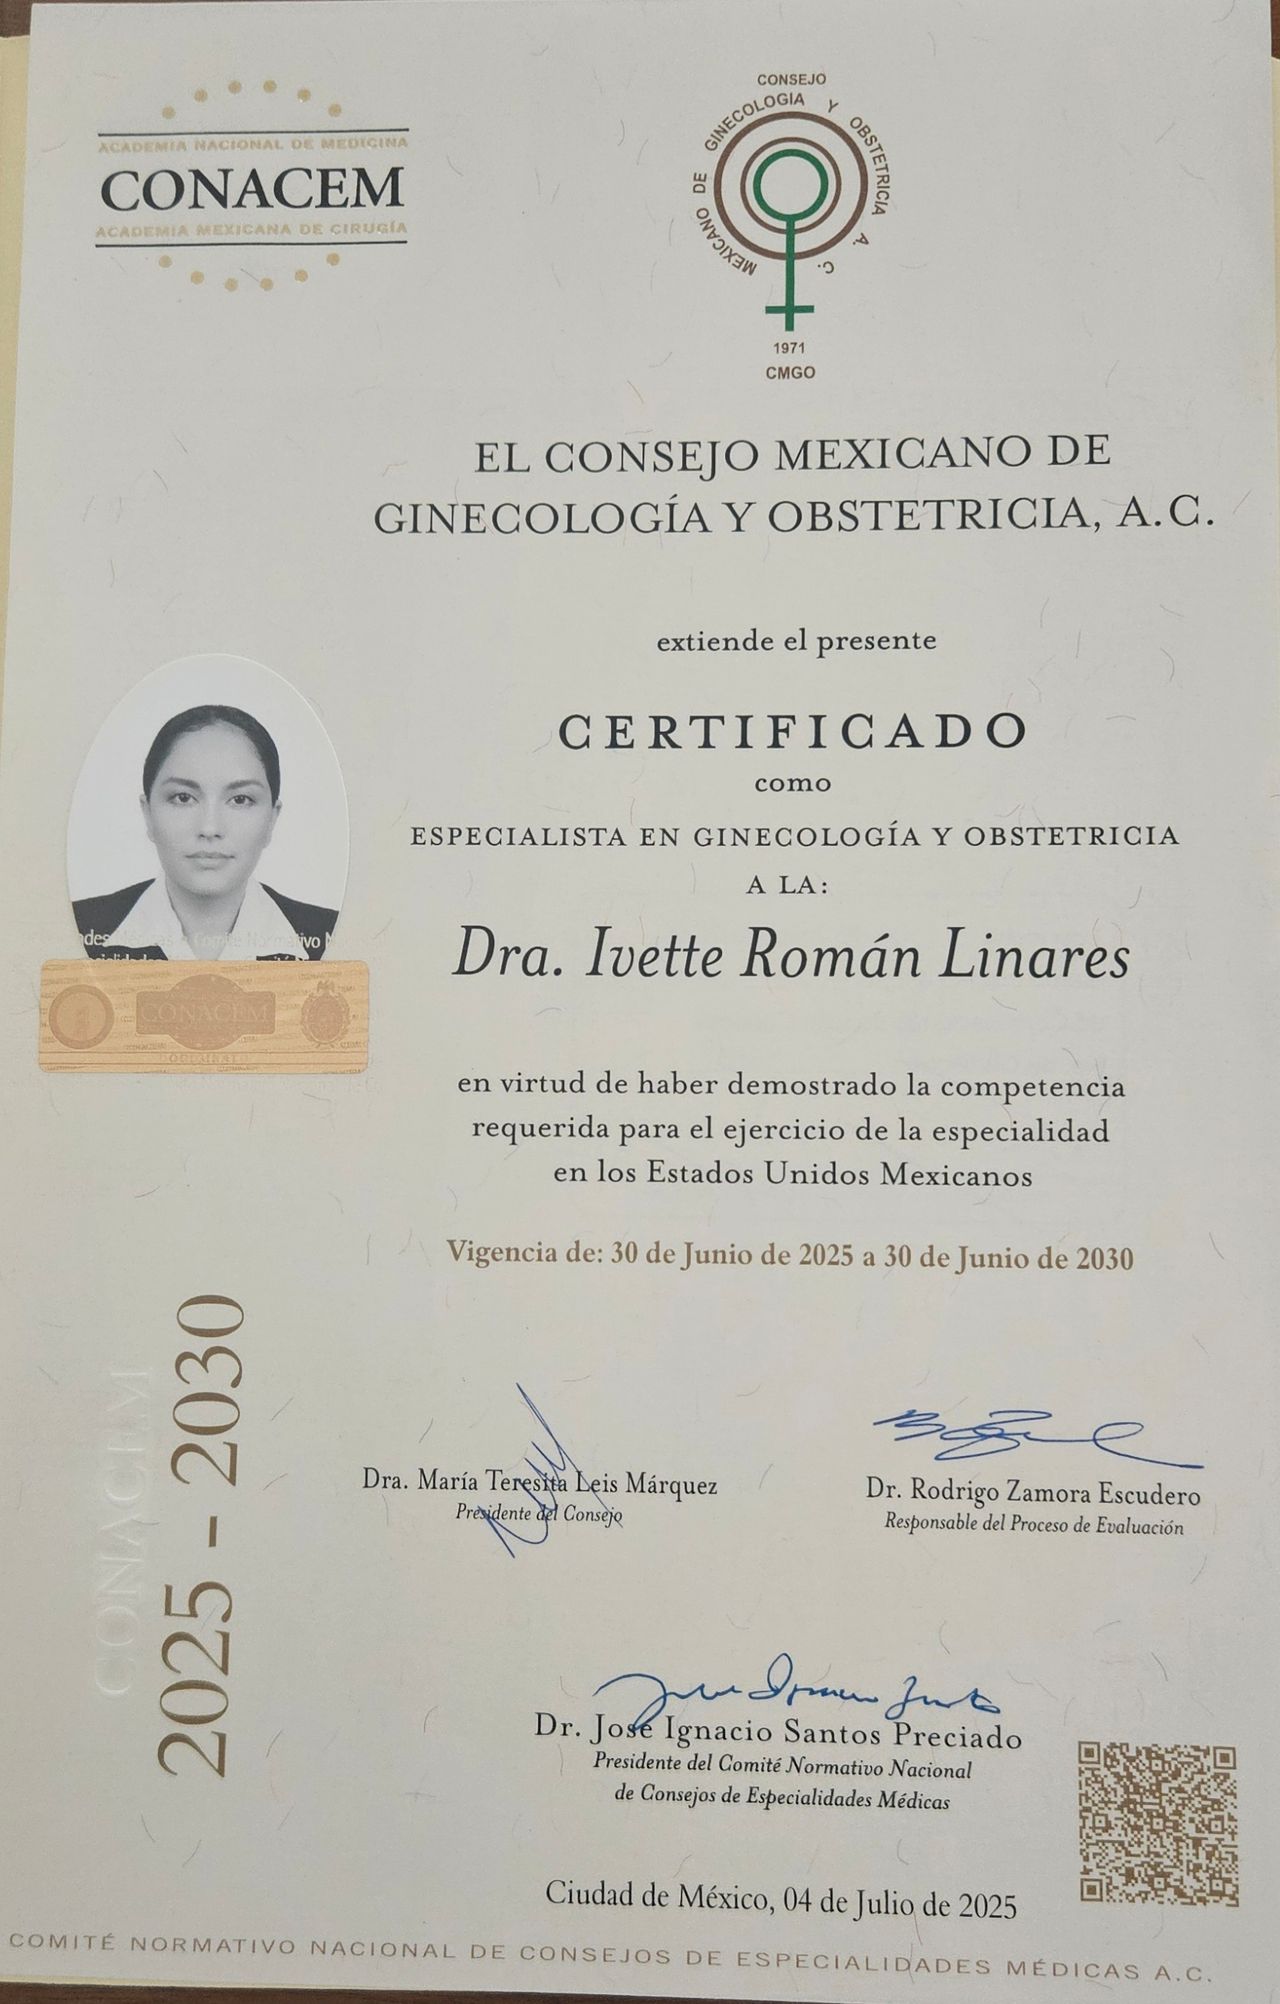 ACADEMIA NACIONAL DE MEDICINA
CONACEM
ACADEMIA MEXICANA DE CIRUGÍA
CONSEJO
MEXICANO DE GINECOLOGIA Y OBSTETRICIA A. C.
1971
CMGO
EL CONSEJO MEXICANO DE
GINECOLOGÍA Y OBSTETRICIA, A.C.
extiende el presente
CERTIFICADO
como
ESPECIALISTA EN GINECOLOGÍA Y OBSTETRICIA
A LA:
Dra. Ivette Román Linares
Comité Normativo
CONACEM
en virtud de haber demostrado la competencia
requerida para el ejercicio de la especialidad
en los Estados Unidos Mexicanos
Vigencia de: 30 de Junio de 2025 a 30 de Junio de 2030
CONACEM
2025 - 2030
Dra. María Teresita Leis Márquez
Presidente del Consejo
Dr. Rodrigo Zamora Escudero
Responsable del Proceso de Evaluación
Dr. José Ignacio Santos Preciado
Presidente del Comité Normativo Nacional
de Consejos de Especialidades Médicas
Ciudad de México, 04 de Julio de 2025
COMITÉ NORMATIVO NACIONAL DE CONSEJOS DE ESPECIALIDADES MÉDICAS A.C.